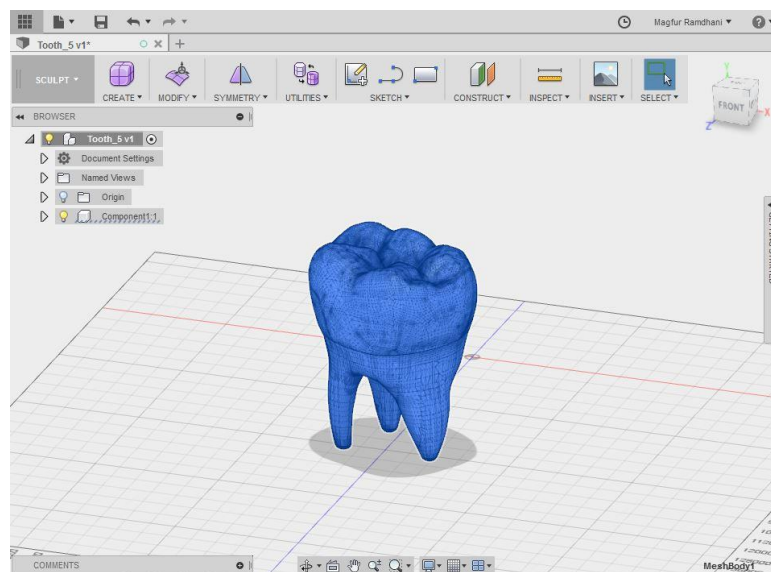 Magfur Ramdhani
Tooth_5 v1*
SCULPT
CREATE
MODIFY
SYMMETRY
UTILITIES
SKETCH
CONSTRUCT
INSPECT
INSERT
SELECT
BROWSER
Tooth_5 v1
Document Settings
Named Views
Origin
Component1:1
Y
FRONT
X
Z
COMMENTS
MeshBody1